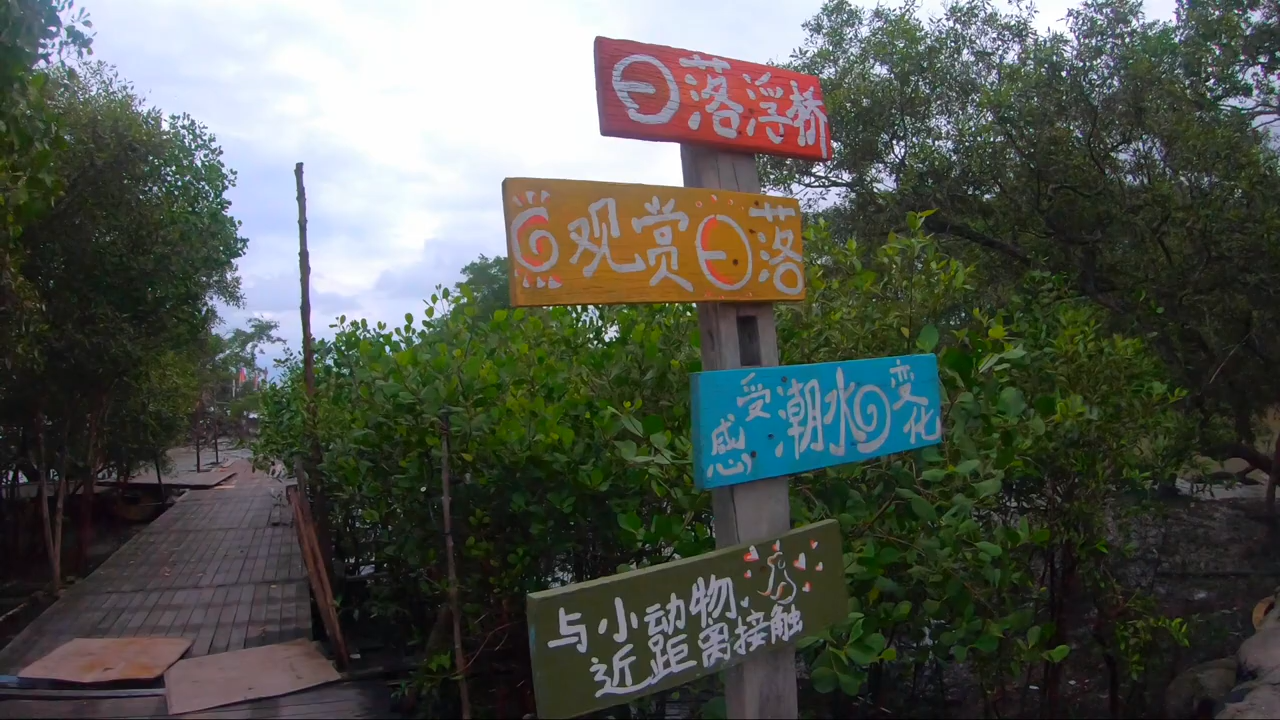 日落浮桥
观赏日落
感受潮水变化
与小动物
近距离接触